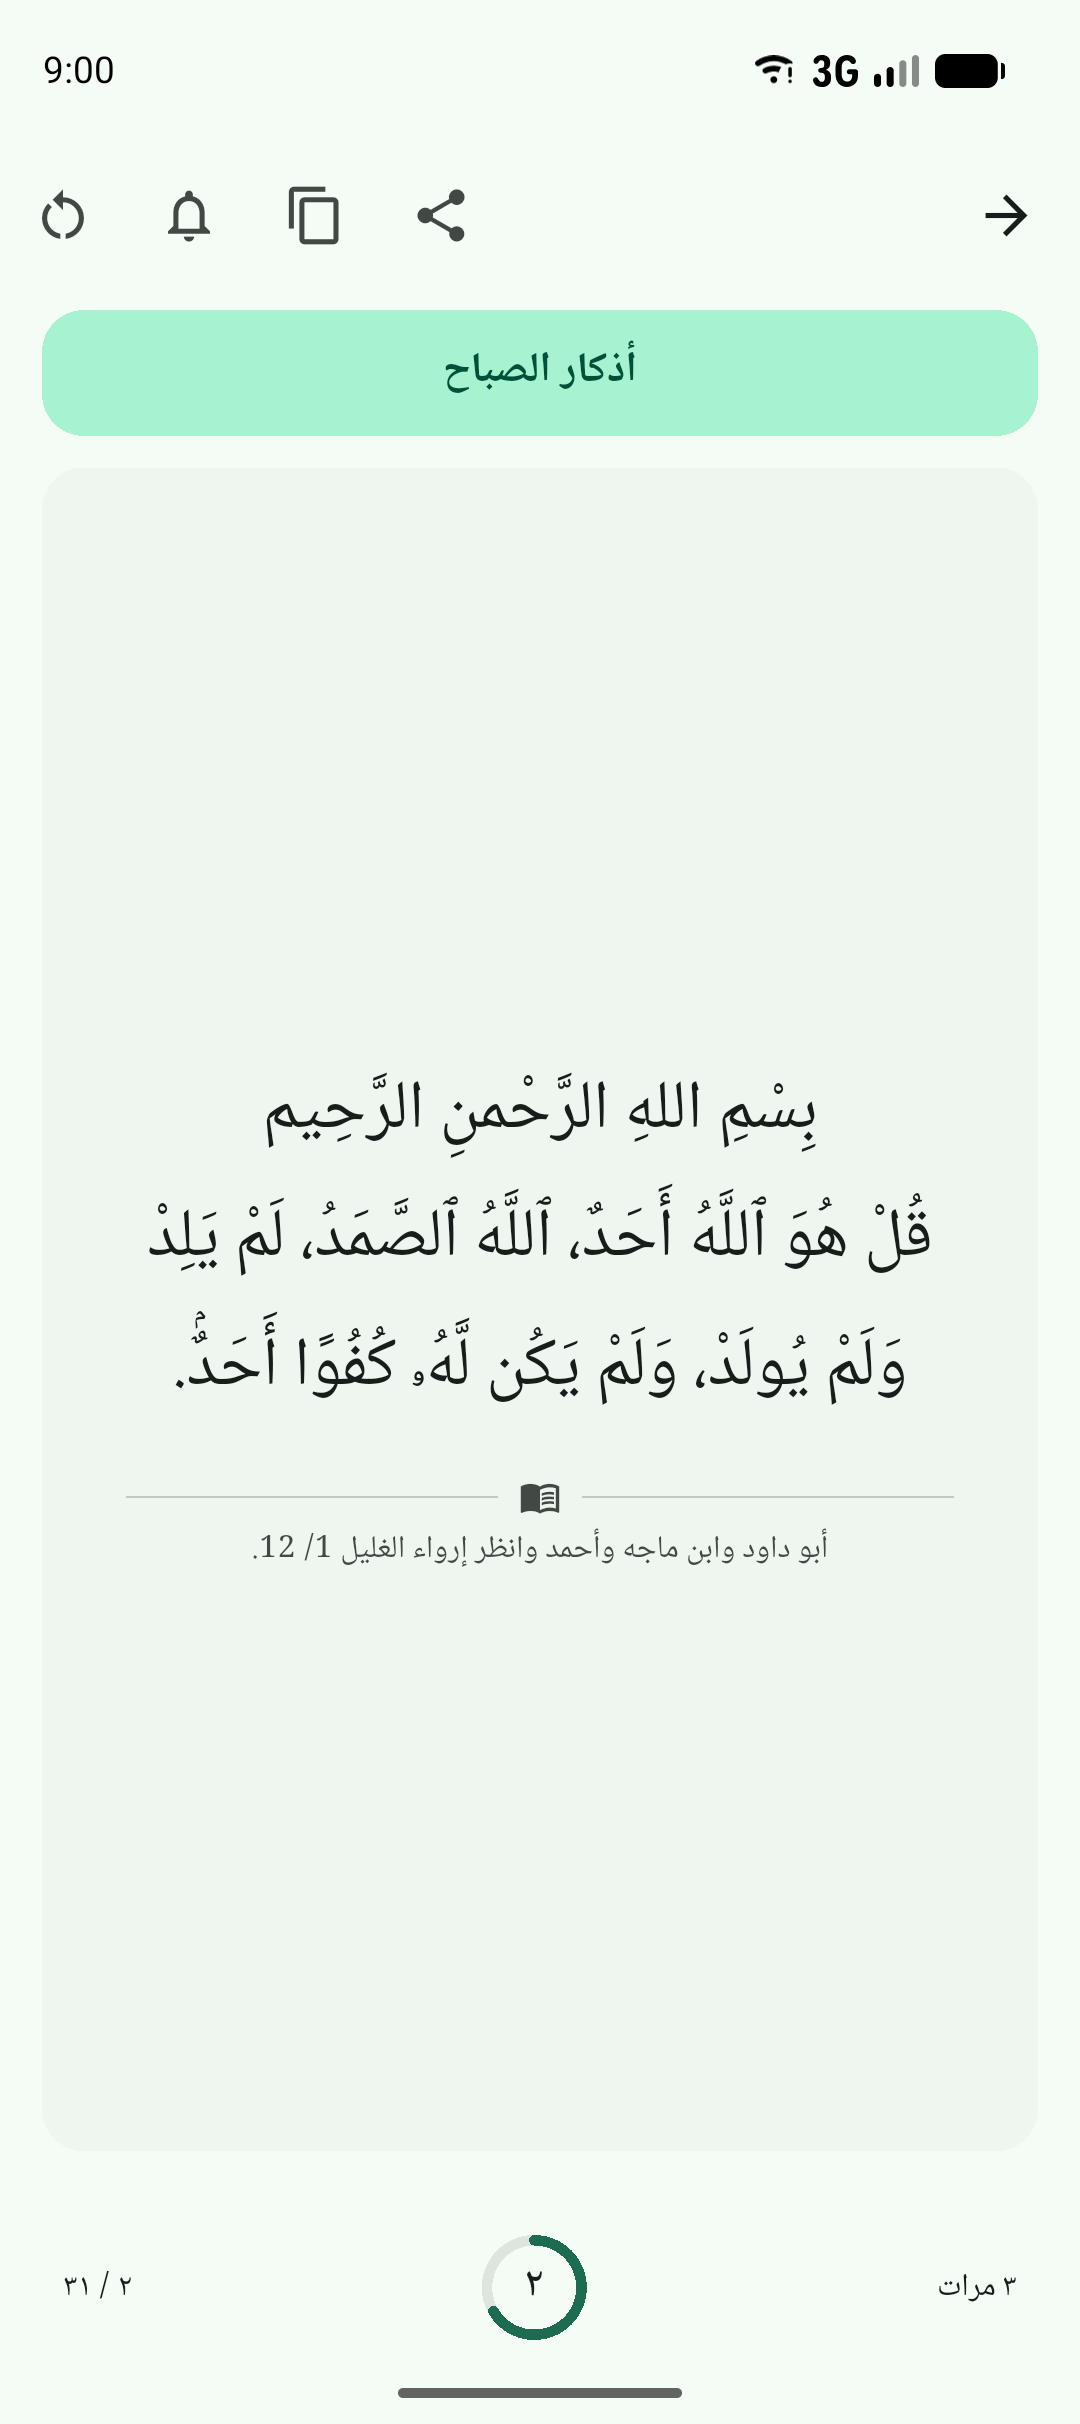 9:00
3G
أذكار الصباح
بِسْمِ اللهِ الرَّحْمنِ الرَّحِيم
قُلْ هُوَ ٱللَّهُ أَحَدٌ، ٱللَّهُ ٱلصَّمَدُ، لَمْ يَلِدْ
وَلَمْ يُولَدْ، وَلَمْ يَكُن لَّهُۥ كُفُوًا أَحَدٌۢ.
أبو داود وابن ماجه وأحمد وانظر إرواء الغليل 1/ 12.
٣ مرات
٢
٢ / ٣١